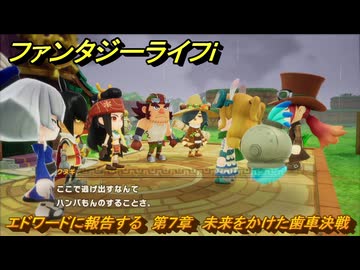 ファンタジーライフi
ここで逃げ出すなんて
ハンパもんのすることさ。
エドワードに報告する 第7章 未来をかけた歯車決戦